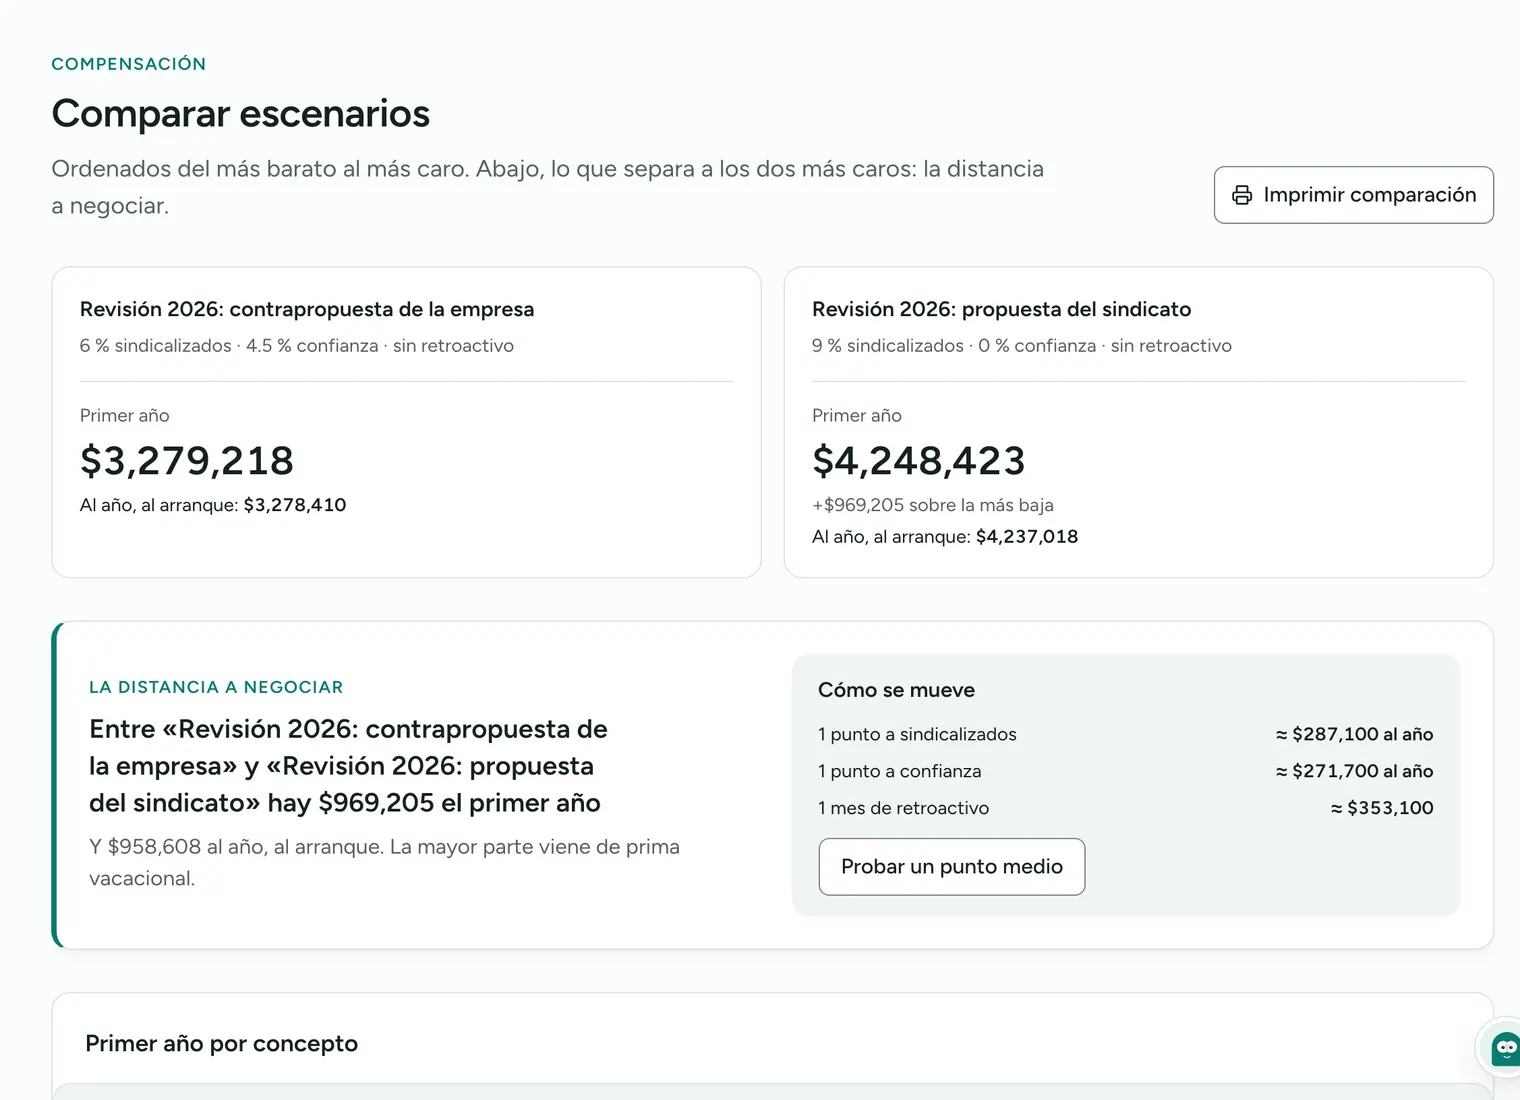 COMPENSACIÓN
Comparar escenarios
Ordenados del más barato al más caro. Abajo, lo que separa a los dos más caros: la distancia
a negociar.
Imprimir comparación
Revisión 2026: contrapropuesta de la empresa
6 % sindicalizados · 4.5 % confianza · sin retroactivo
Primer año
$3,279,218
Al año, al arranque: $3,278,410
Revisión 2026: propuesta del sindicato
9 % sindicalizados · 0 % confianza · sin retroactivo
Primer año
$4,248,423
+$969,205 sobre la más baja
Al año, al arranque: $4,237,018
LA DISTANCIA A NEGOCIAR
Entre «Revisión 2026: contrapropuesta de
la empresa» y «Revisión 2026: propuesta
del sindicato» hay $969,205 el primer año
Y $958,608 al año, al arranque. La mayor parte viene de prima
vacacional.
Cómo se mueve
1 punto a sindicalizados ≈ $287,100 al año
1 punto a confianza ≈ $271,700 al año
1 mes de retroactivo ≈ $353,100
Probar un punto medio
Primer año por concepto